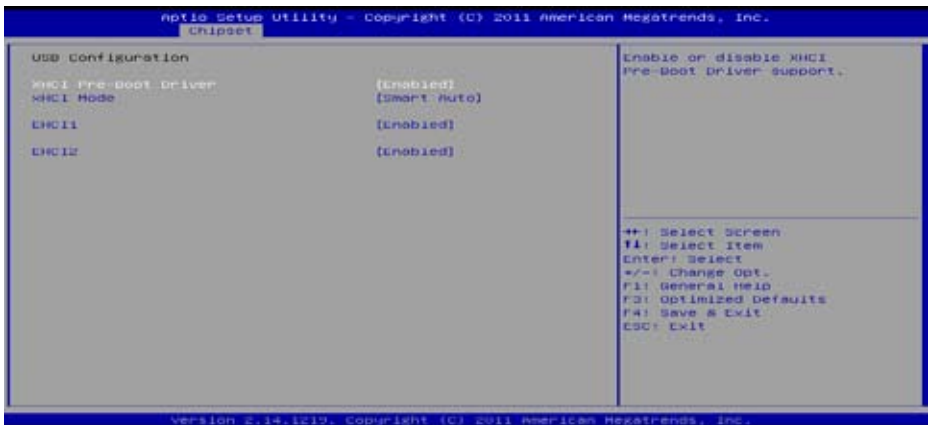 Aptio Setup Utility - Copyright (C) 2011 American Megatrends, Inc.
Chipset
USB Configuration
XHCI Pre-Boot Driver [Enabled]
XHCI Mode [Smart Auto]
EHCI1 [Enabled]
EHCI2 [Enabled]
Enable or disable XHCI
Pre-Boot Driver support.
→←: Select Screen
↑↓: Select Item
Enter: Select
+/-: Change Opt.
F1: General Help
F3: Optimized Defaults
F4: Save & Exit
ESC: Exit
Version 2.14.1219. Copyright (C) 2011 American Megatrends, Inc.